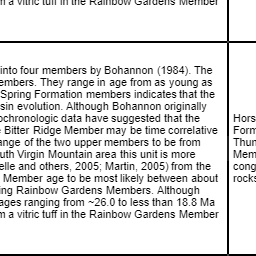 m a vitric tuff in the Rainbow Gardens Member
into four members by Bohannon (1984). The
embers. They range in age from as young as
Spring Formation members indicates that the
sin evolution. Although Bohannon originally
ochronologic data have suggested that the
Bitter Ridge Member may be time correlative
ange of the two upper members to be from
uth Virgin Mountain area this unit is more
elle and others, 2005; Martin, 2005) from the
Member age to be most likely between about
ing Rainbow Gardens Members. Although
ages ranging from ~26.0 to less than 18.8 Ma
m a vitric tuff in the Rainbow Gardens Member
Hors
Form
Thun
Mem
cong
rocks